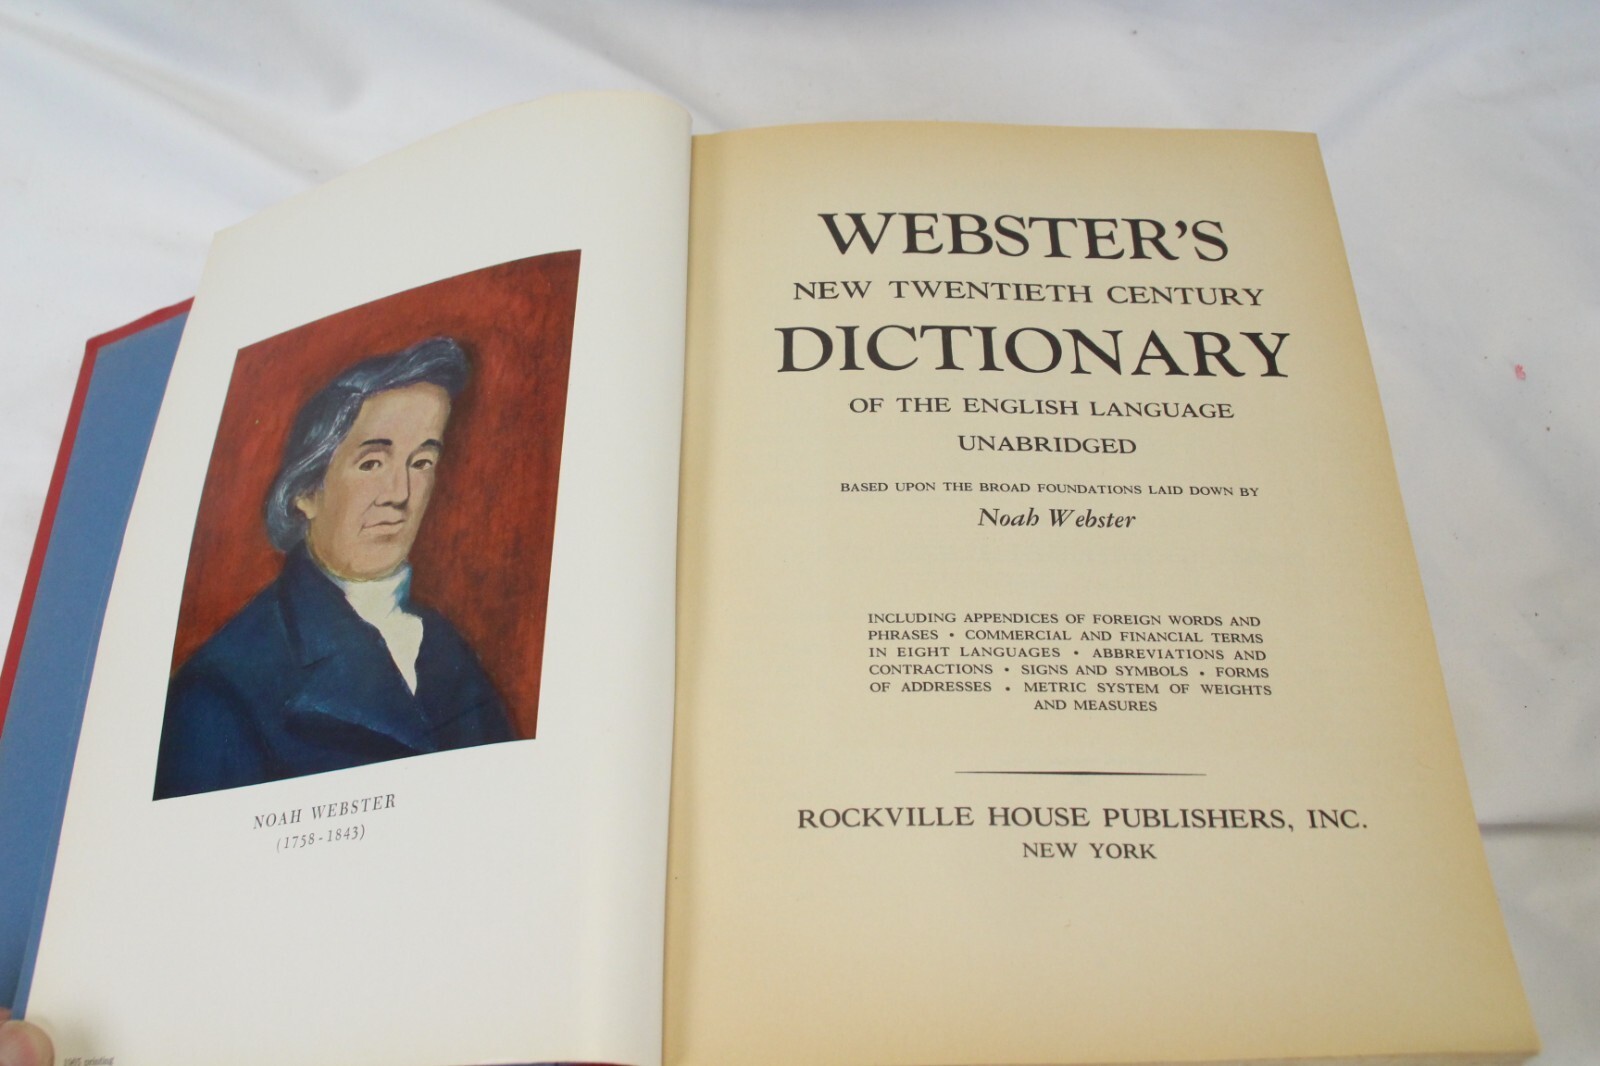 NOAH WEBSTER
(1758-1843)
1965 printing
WEBSTER'S
NEW TWENTIETH CENTURY
DICTIONARY
OF THE ENGLISH LANGUAGE
UNABRIDGED
BASED UPON THE BROAD FOUNDATIONS LAID DOWN BY
Noah Webster
INCLUDING APPENDICES OF FOREIGN WORDS AND
PHRASES • COMMERCIAL AND FINANCIAL TERMS
IN EIGHT LANGUAGES • ABBREVIATIONS AND
CONTRACTIONS • SIGNS AND SYMBOLS • FORMS
OF ADDRESSES • METRIC SYSTEM OF WEIGHTS
AND MEASURES
ROCKVILLE HOUSE PUBLISHERS, INC.
NEW YORK